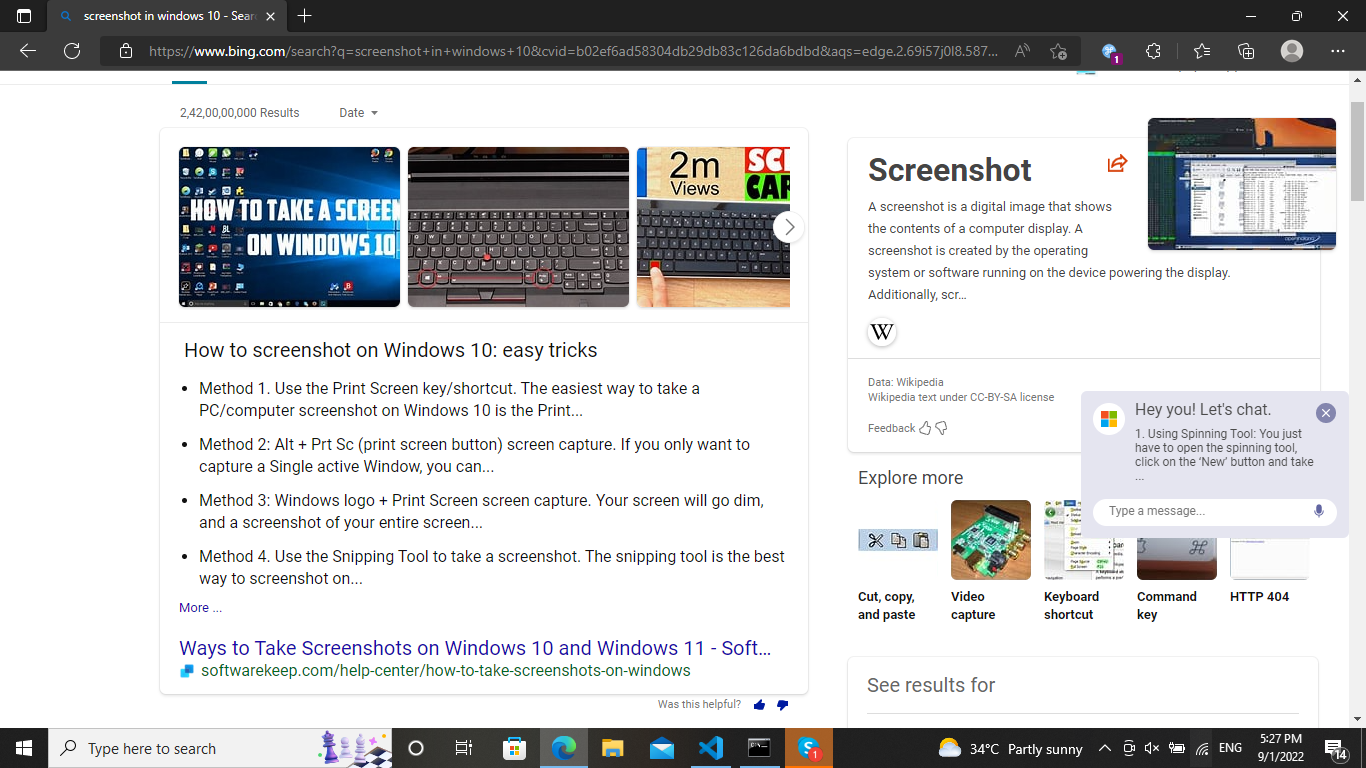 screenshot in windows 10 - Sear
https://www.bing.com/search?q=screenshot+in+windows+10&cvid=b02ef6ad58304db29db83c126da6bdbd&aqs=edge.2.69i57j0l8.587...
1
2,42,00,00,000 Results
Date
HOW TO TAKE A SCREEN
ON WINDOWS 10
2m
Views
SC
CAP
How to screenshot on Windows 10: easy tricks
Method 1. Use the Print Screen key/shortcut. The easiest way to take a
PC/computer screenshot on Windows 10 is the Print...
Method 2: Alt + Prt Sc (print screen button) screen capture. If you only want to
capture a Single active Window, you can...
Method 3: Windows logo + Print Screen screen capture. Your screen will go dim,
and a screenshot of your entire screen...
Method 4. Use the Snipping Tool to take a screenshot. The snipping tool is the best
way to screenshot on...
More ...
Ways to Take Screenshots on Windows 10 and Windows 11 - Soft...
softwarekeep.com/help-center/how-to-take-screenshots-on-windows
Was this helpful?
Screenshot
A screenshot is a digital image that shows
the contents of a computer display. A
screenshot is created by the operating
system or software running on the device powering the display.
Additionally, scr...
W
Data: Wikipedia
Wikipedia text under CC-BY-SA license
Feedback
Hey you! Let's chat.
1. Using Spinning Tool: You just
have to open the spinning tool,
click on the ‘New’ button and take
...
Type a message...
Explore more
Cut, copy,
and paste
Video
capture
Keyboard
shortcut
Command
key
HTTP 404
See results for
Type here to search
1
34°C Partly sunny
ENG
5:27 PM
9/1/2022
14